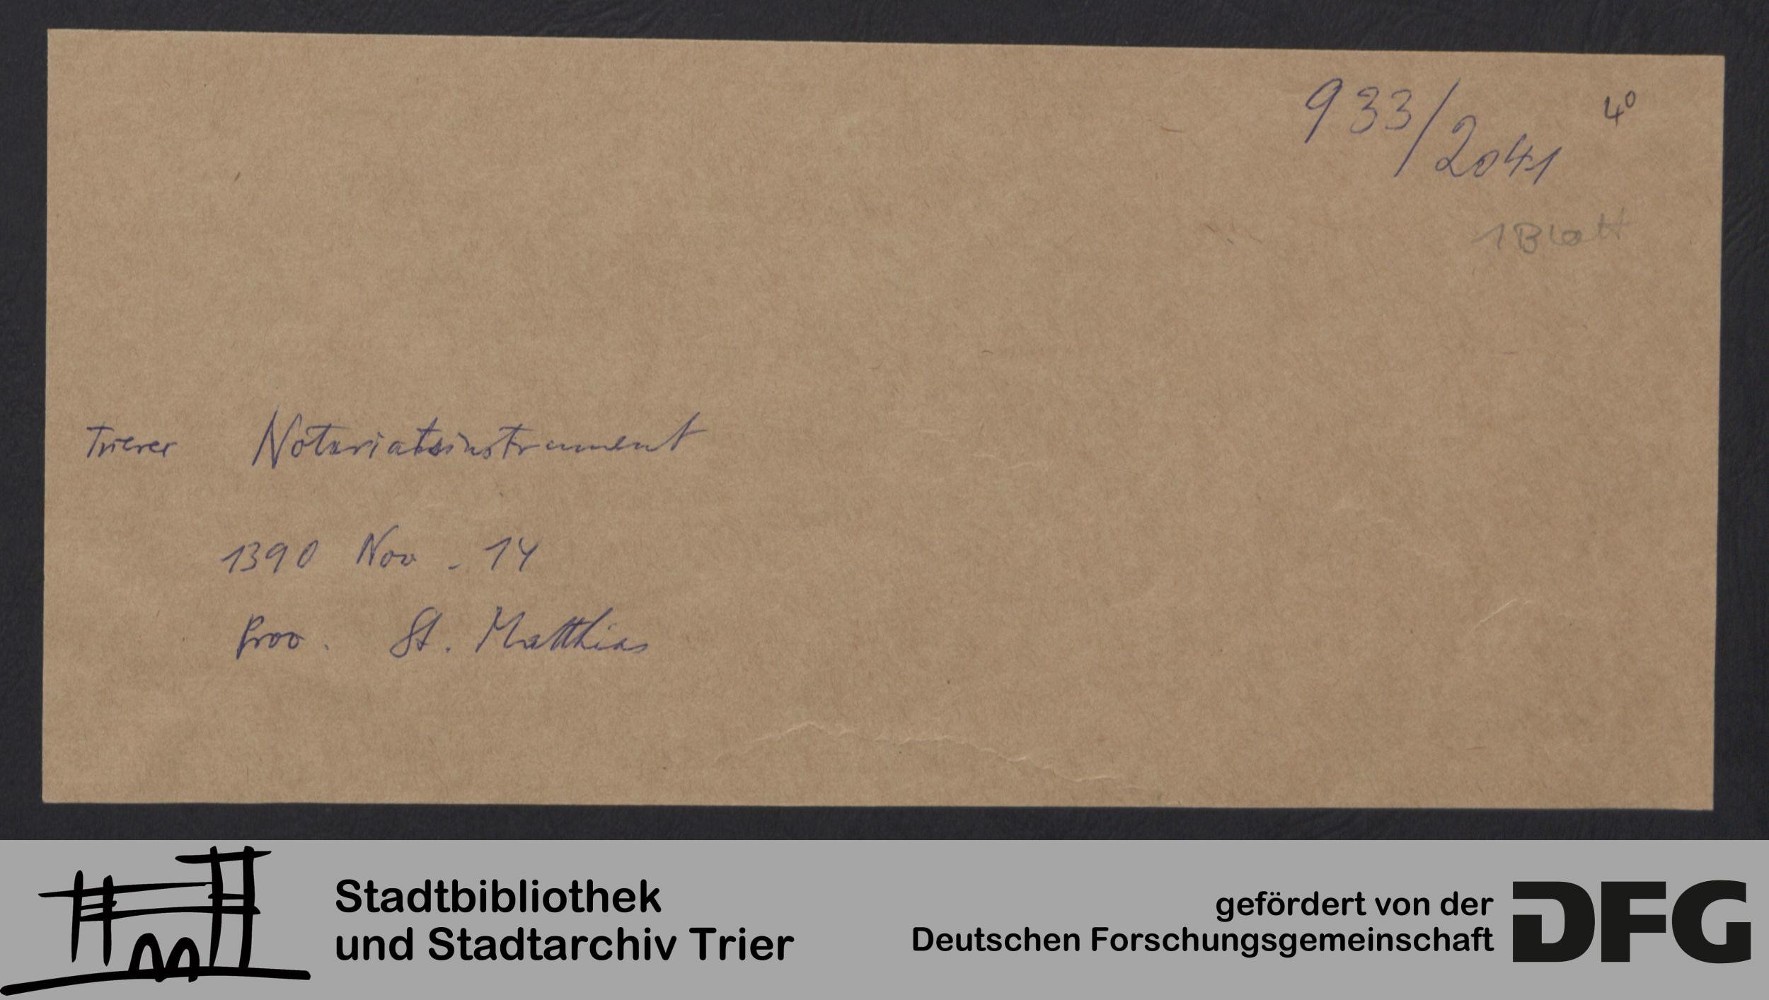 933/2041 4º
1 Blatt
Trierer Notariatsinstrument
1390 Nov. 14
Prov. St. Matthias
Stadtbibliothek
und Stadtarchiv Trier
gefördert von der
Deutschen Forschungsgemeinschaft
DFG